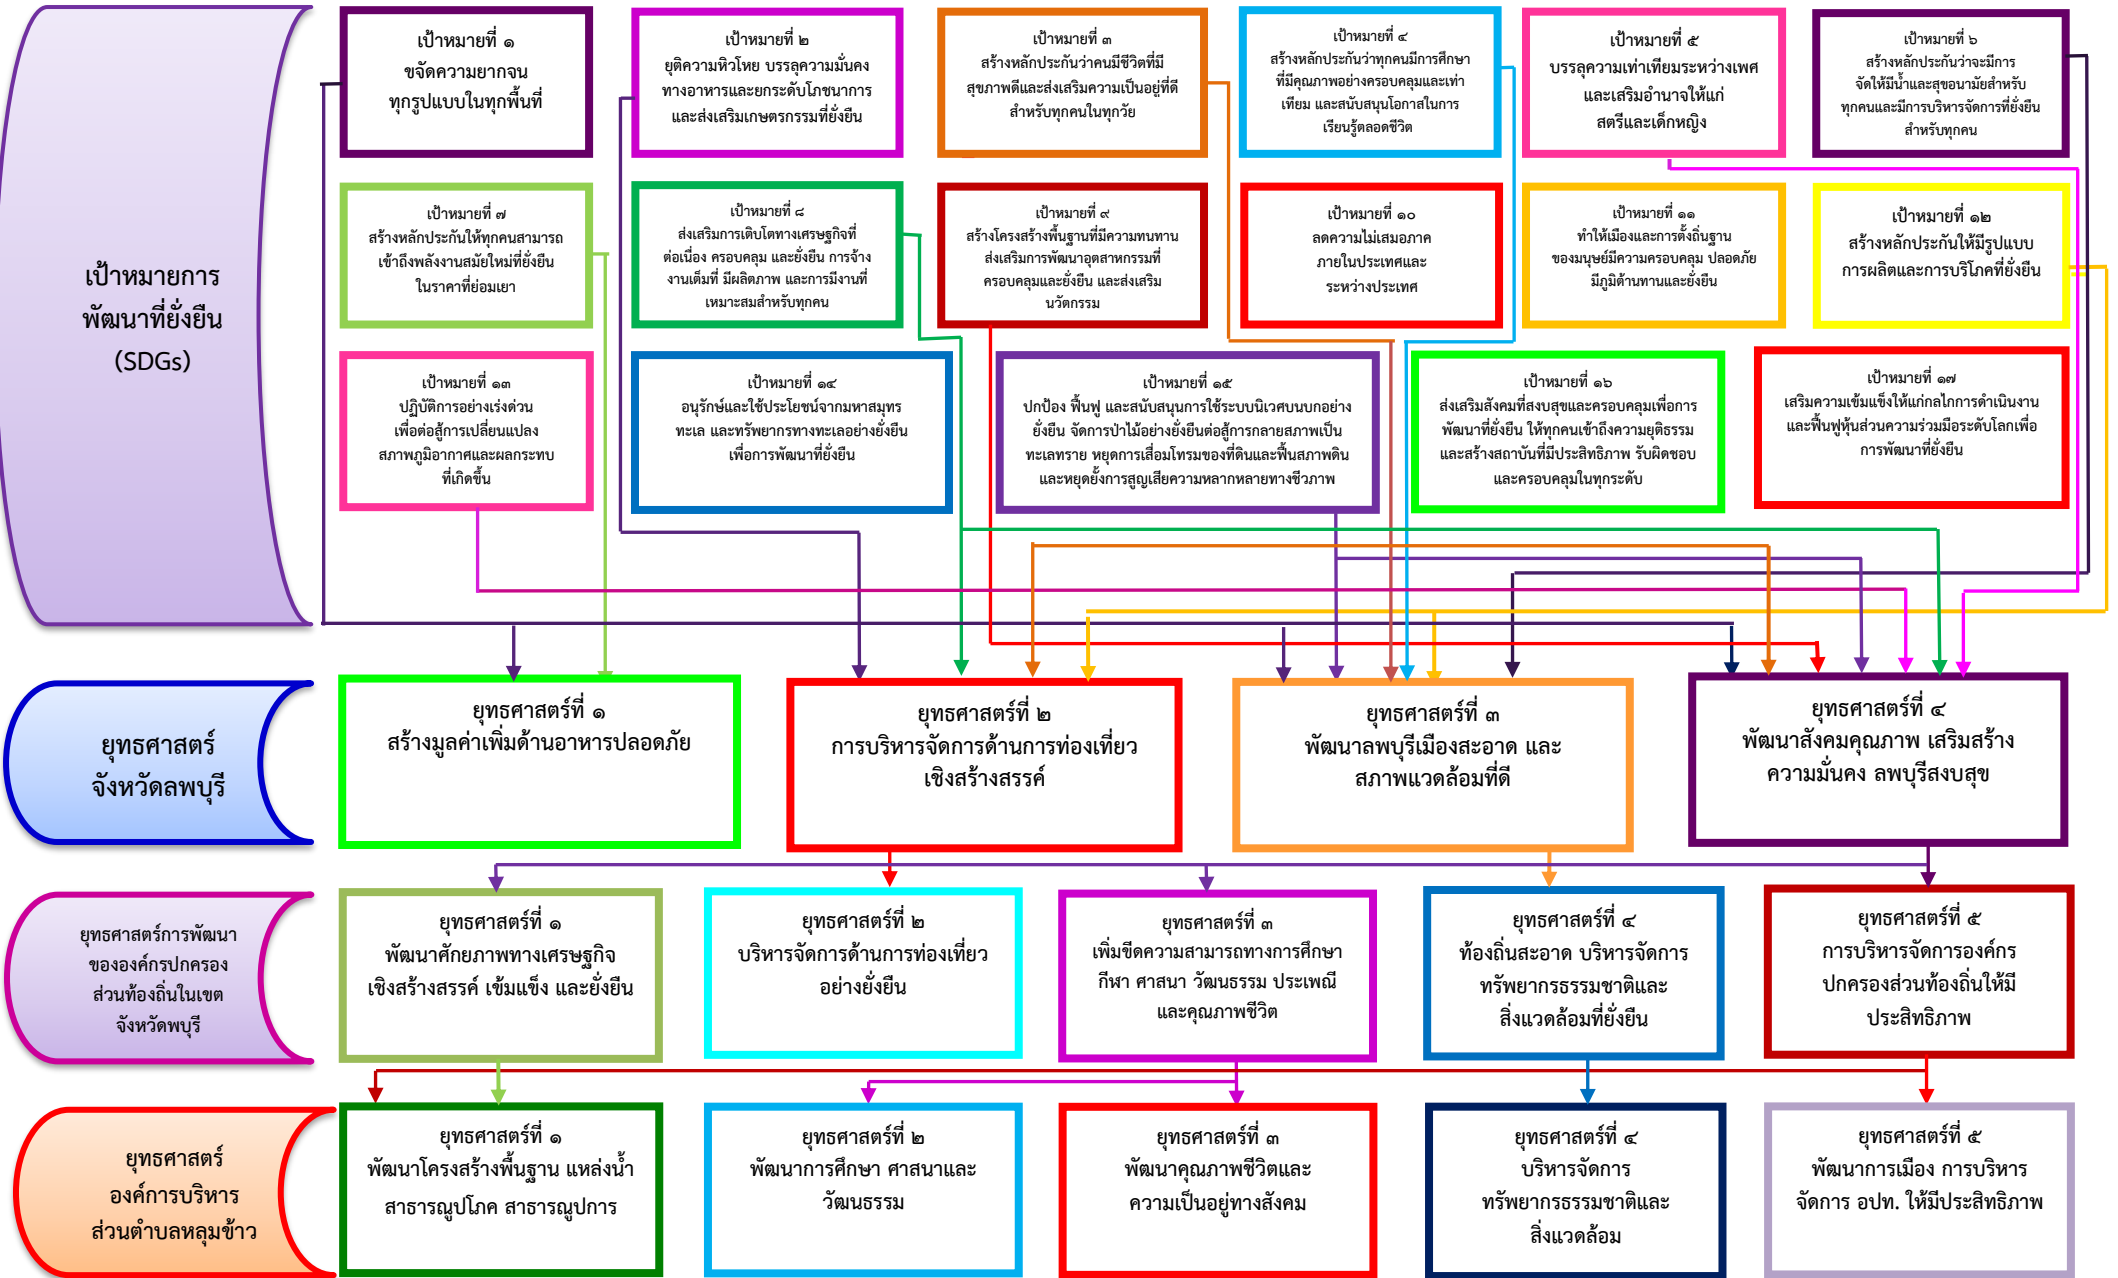 เป้าหมายการ
พัฒนาที่ยั่งยืน
(SDGs)
เป้าหมายที่ ๑
ขจัดความยากจน
ทุกรูปแบบในทุกพื้นที่
เป้าหมายที่ ๒
ยุติความหิวโหย บรรลุความมั่นคง
ทางอาหารและยกระดับโภชนาการ
และส่งเสริมเกษตรกรรมที่ยั่งยืน
เป้าหมายที่ ๓
สร้างหลักประกันว่าคนมีชีวิตที่มี
สุขภาพดีและส่งเสริมความเป็นอยู่ที่ดี
สำหรับทุกคนในทุกวัย
เป้าหมายที่ ๔
สร้างหลักประกันว่าทุกคนมีการศึกษา
ที่มีคุณภาพอย่างครอบคลุมและเท่า
เทียม และสนับสนุนโอกาสในการ
เรียนรู้ตลอดชีวิต
เป้าหมายที่ ๕
บรรลุความเท่าเทียมระหว่างเพศ
และเสริมอำนาจให้แก่
สตรีและเด็กหญิง
เป้าหมายที่ ๖
สร้างหลักประกันว่าจะมีการ
จัดให้มีน้ำและสุขอนามัยสำหรับ
ทุกคนและมีการบริหารจัดการที่ยั่งยืน
สำหรับทุกคน
เป้าหมายที่ ๗
สร้างหลักประกันให้ทุกคนสามารถ
เข้าถึงพลังงานสมัยใหม่ที่ยั่งยืน
ในราคาที่ย่อมเยา
เป้าหมายที่ ๘
ส่งเสริมการเติบโตทางเศรษฐกิจที่
ต่อเนื่อง ครอบคลุม และยั่งยืน การจ้าง
งานเต็มที่ มีผลิตภาพ และการมีงานที่
เหมาะสมสำหรับทุกคน
เป้าหมายที่ ๙
สร้างโครงสร้างพื้นฐานที่มีความทนทาน
ส่งเสริมการพัฒนาอุตสาหกรรมที่
ครอบคลุมและยั่งยืน และส่งเสริม
นวัตกรรม
เป้าหมายที่ ๑๐
ลดความไม่เสมอภาค
ภายในประเทศและ
ระหว่างประเทศ
เป้าหมายที่ ๑๑
ทำให้เมืองและการตั้งถิ่นฐาน
ของมนุษย์มีความครอบคลุม ปลอดภัย
มีภูมิต้านทานและยั่งยืน
เป้าหมายที่ ๑๒
สร้างหลักประกันให้มีรูปแบบ
การผลิตและการบริโภคที่ยั่งยืน
เป้าหมายที่ ๑๓
ปฏิบัติการอย่างเร่งด่วน
เพื่อต่อสู้การเปลี่ยนแปลง
สภาพภูมิอากาศและผลกระทบ
ที่เกิดขึ้น
เป้าหมายที่ ๑๔
อนุรักษ์และใช้ประโยชน์จากมหาสมุทร
ทะเล และทรัพยากรทางทะเลอย่างยั่งยืน
เพื่อการพัฒนาที่ยั่งยืน
เป้าหมายที่ ๑๕
ปกป้อง ฟื้นฟู และสนับสนุนการใช้ระบบนิเวศบนบกอย่าง
ยั่งยืน จัดการป่าไม้อย่างยั่งยืนต่อสู้การกลายสภาพเป็น
ทะเลทราย หยุดการเสื่อมโทรมของที่ดินและฟื้นสภาพดิน
และหยุดยั้งการสูญเสียความหลากหลายทางชีวภาพ
เป้าหมายที่ ๑๖
ส่งเสริมสังคมที่สงบสุขและครอบคลุมเพื่อการ
พัฒนาที่ยั่งยืน ให้ทุกคนเข้าถึงความยุติธรรม
และสร้างสถาบันที่มีประสิทธิภาพ รับผิดชอบ
และครอบคลุมในทุกระดับ
เป้าหมายที่ ๑๗
เสริมความเข้มแข็งให้แก่กลไกการดำเนินงาน
และฟื้นฟูหุ้นส่วนความร่วมมือระดับโลกเพื่อ
การพัฒนาที่ยั่งยืน
ยุทธศาสตร์
จังหวัดลพบุรี
ยุทธศาสตร์ที่ ๑
สร้างมูลค่าเพิ่มด้านอาหารปลอดภัย
ยุทธศาสตร์ที่ ๒
การบริหารจัดการด้านการท่องเที่ยว
เชิงสร้างสรรค์
ยุทธศาสตร์ที่ ๓
พัฒนาลพบุรีเมืองสะอาด และ
สภาพแวดล้อมที่ดี
ยุทธศาสตร์ที่ ๔
พัฒนาสังคมคุณภาพ เสริมสร้าง
ความมั่นคง ลพบุรีสงบสุข
ยุทธศาสตร์การพัฒนา
ขององค์กรปกครอง
ส่วนท้องถิ่นในเขต
จังหวัดพบุรี
ยุทธศาสตร์ที่ ๑
พัฒนาศักยภาพทางเศรษฐกิจ
เชิงสร้างสรรค์ เข้มแข็ง และยั่งยืน
ยุทธศาสตร์ที่ ๒
บริหารจัดการด้านการท่องเที่ยว
อย่างยั่งยืน
ยุทธศาสตร์ที่ ๓
เพิ่มขีดความสามารถทางการศึกษา
กีฬา ศาสนา วัฒนธรรม ประเพณี
และคุณภาพชีวิต
ยุทธศาสตร์ที่ ๔
ท้องถิ่นสะอาด บริหารจัดการ
ทรัพยากรธรรมชาติและ
สิ่งแวดล้อมที่ยั่งยืน
ยุทธศาสตร์ที่ ๕
การบริหารจัดการองค์กร
ปกครองส่วนท้องถิ่นให้มี
ประสิทธิภาพ
ยุทธศาสตร์
องค์การบริหาร
ส่วนตำบลหลุมข้าว
ยุทธศาสตร์ที่ ๑
พัฒนาโครงสร้างพื้นฐาน แหล่งน้ำ
สาธารณูปโภค สาธารณูปการ
ยุทธศาสตร์ที่ ๒
พัฒนาการศึกษา ศาสนาและ
วัฒนธรรม
ยุทธศาสตร์ที่ ๓
พัฒนาคุณภาพชีวิตและ
ความเป็นอยู่ทางสังคม
ยุทธศาสตร์ที่ ๔
บริหารจัดการ
ทรัพยากรธรรมชาติและ
สิ่งแวดล้อม
ยุทธศาสตร์ที่ ๕
พัฒนาการเมือง การบริหาร
จัดการ อปท. ให้มีประสิทธิภาพ